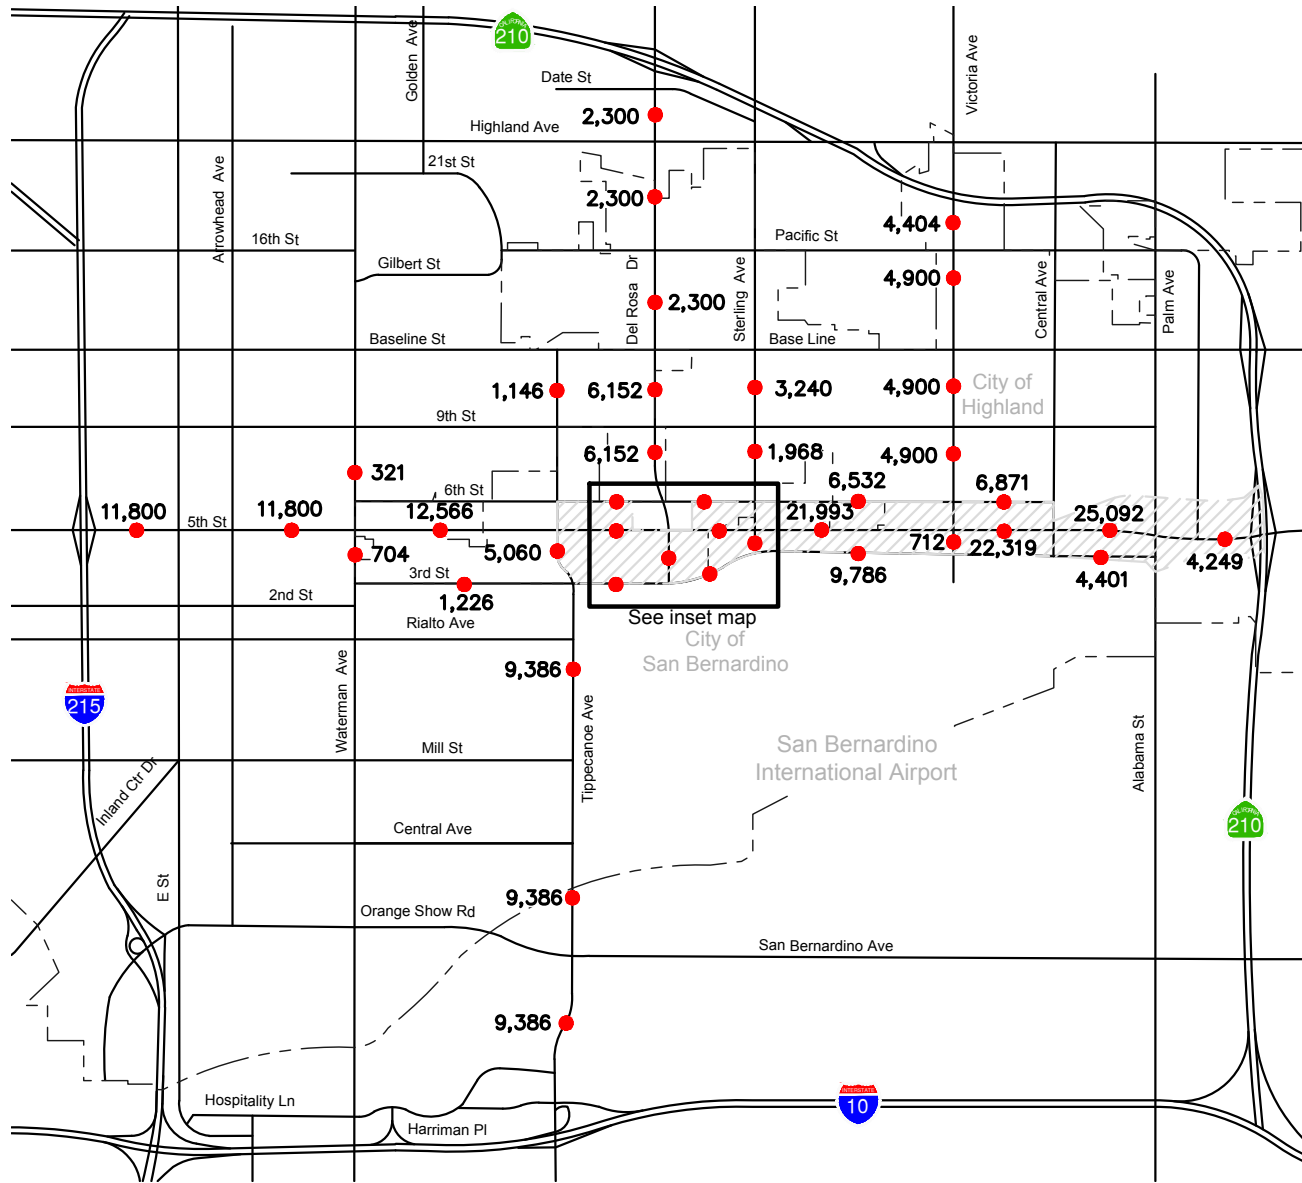 Golden Ave
CALIFORNIA
210
Victoria Ave
Date St
2,300
Highland Ave
Arrowhead Ave
21st St
2,300
4,404
16th St
Pacific St
Gilbert St
Del Rosa Dr
Sterling Ave
4,900
Central Ave
Palm Ave
2,300
Baseline St
Base Line
1,146
6,152
3,240
4,900
City of
Highland
9th St
6,152
1,968
4,900
321
6th St
6,532
6,871
11,800
5th St
11,800
12,566
21,993
25,092
704
5,060
712
22,319
3rd St
9,786
4,401
4,249
2nd St
1,226
See inset map
Rialto Ave
City of
San Bernardino
9,386
INTERSTATE
215
Waterman Ave
Tippecanoe Ave
Mill St
San Bernardino
International Airport
Alabama St
Inland Ctr Dr
Central Ave
CALIFORNIA
210
E St
9,386
Orange Show Rd
San Bernardino Ave
9,386
Hospitality Ln
INTERSTATE
10
Harriman Pl